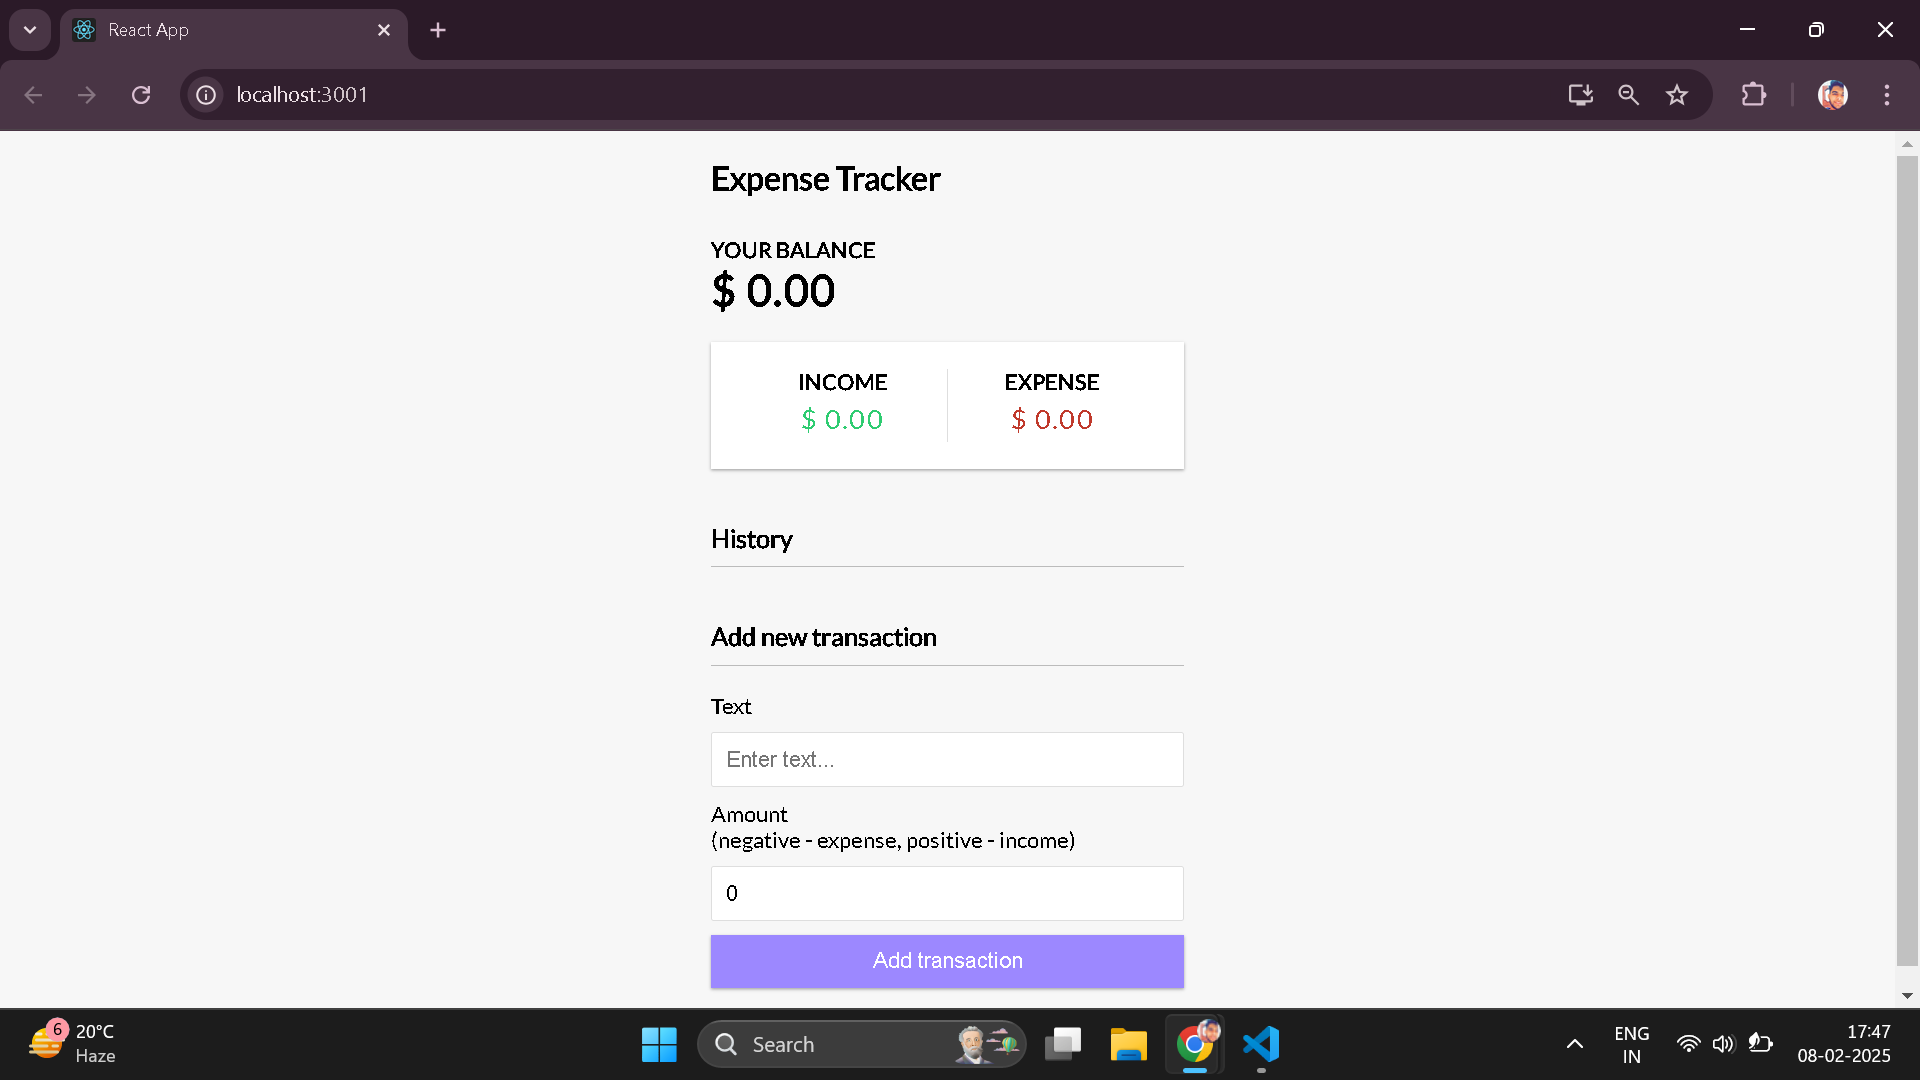 React App
localhost:3001
Expense Tracker
YOUR BALANCE
$ 0.00
INCOME
$ 0.00
EXPENSE
$ 0.00
History
Add new transaction
Text
Enter text...
Amount
(negative - expense, positive - income)
0
Add transaction
6
20°C
Haze
Search
ENG
IN
17:47
08-02-2025